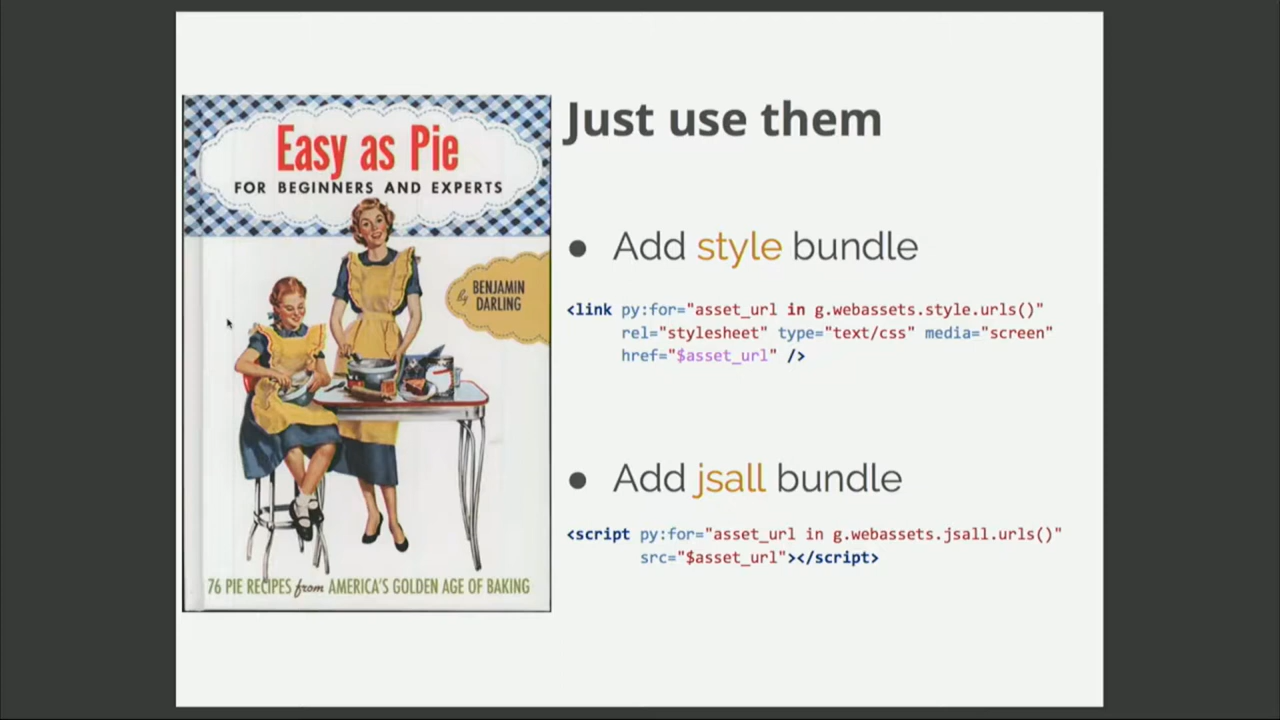 Easy as Pie
FOR BEGINNERS AND EXPERTS
by BENJAMIN
DARLING
76 PIE RECIPES from AMERICA'S GOLDEN AGE OF BAKING
Just use them
● Add style bundle
<link py:for="asset_url in g.webassets.style.urls()"
rel="stylesheet" type="text/css" media="screen"
href="$asset_url" />
● Add jsall bundle
<script py:for="asset_url in g.webassets.jsall.urls()"
src="$asset_url"></script>